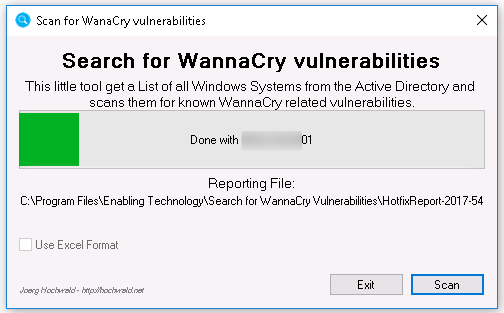 Scan for WanaCry vulnerabilities
Search for WannaCry vulnerabilities
This little tool get a List of all Windows Systems from the Active Directory and
scans them for known WannaCry related vulnerabilities.
Done with 01
Reporting File:
C:\Program Files\Enabling Technology\Search for WannaCry Vulnerabilities\HotfixReport-2017-54
Use Excel Format
Joerg Hochwald - http://hochwald.net
Exit
Scan